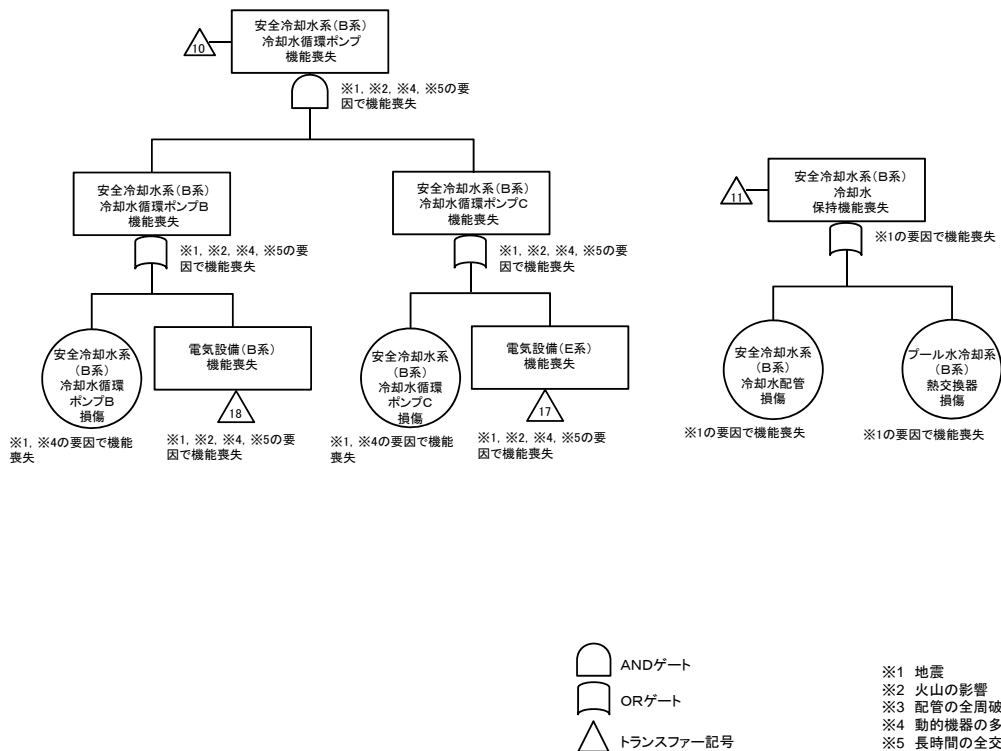 安全冷却水系(B系)
冷却水循環ポンプ
機能喪失
10
※1, ※2, ※4, ※5の要
因で機能喪失
安全冷却水系(B系)
冷却水循環ポンプB
機能喪失
※1, ※2, ※4, ※5の要
因で機能喪失
安全冷却水系
(B系)
冷却水循環
ポンプB
損傷
※1, ※4の要因で機能
喪失
電気設備(B系)
機能喪失
18
※1, ※2, ※4, ※5の要
因で機能喪失
安全冷却水系(B系)
冷却水循環ポンプC
機能喪失
※1, ※2, ※4, ※5の要
因で機能喪失
安全冷却水系
(B系)
冷却水循環
ポンプC
損傷
※1, ※4の要因で機能
喪失
電気設備(E系)
機能喪失
17
※1, ※2, ※4, ※5の要
因で機能喪失
安全冷却水系(B系)
冷却水
保持機能喪失
11
※1の要因で機能喪失
安全冷却水系
(B系)
冷却水配管
損傷
※1の要因で機能喪失
プール水冷却系
(B系)
熱交換器
損傷
※1の要因で機能喪失
ANDゲート
ORゲート
トランスファー記号
※1 地震
※2 火山の影響
※3 配管の全周破
※4 動的機器の多
※5 長時間の全交